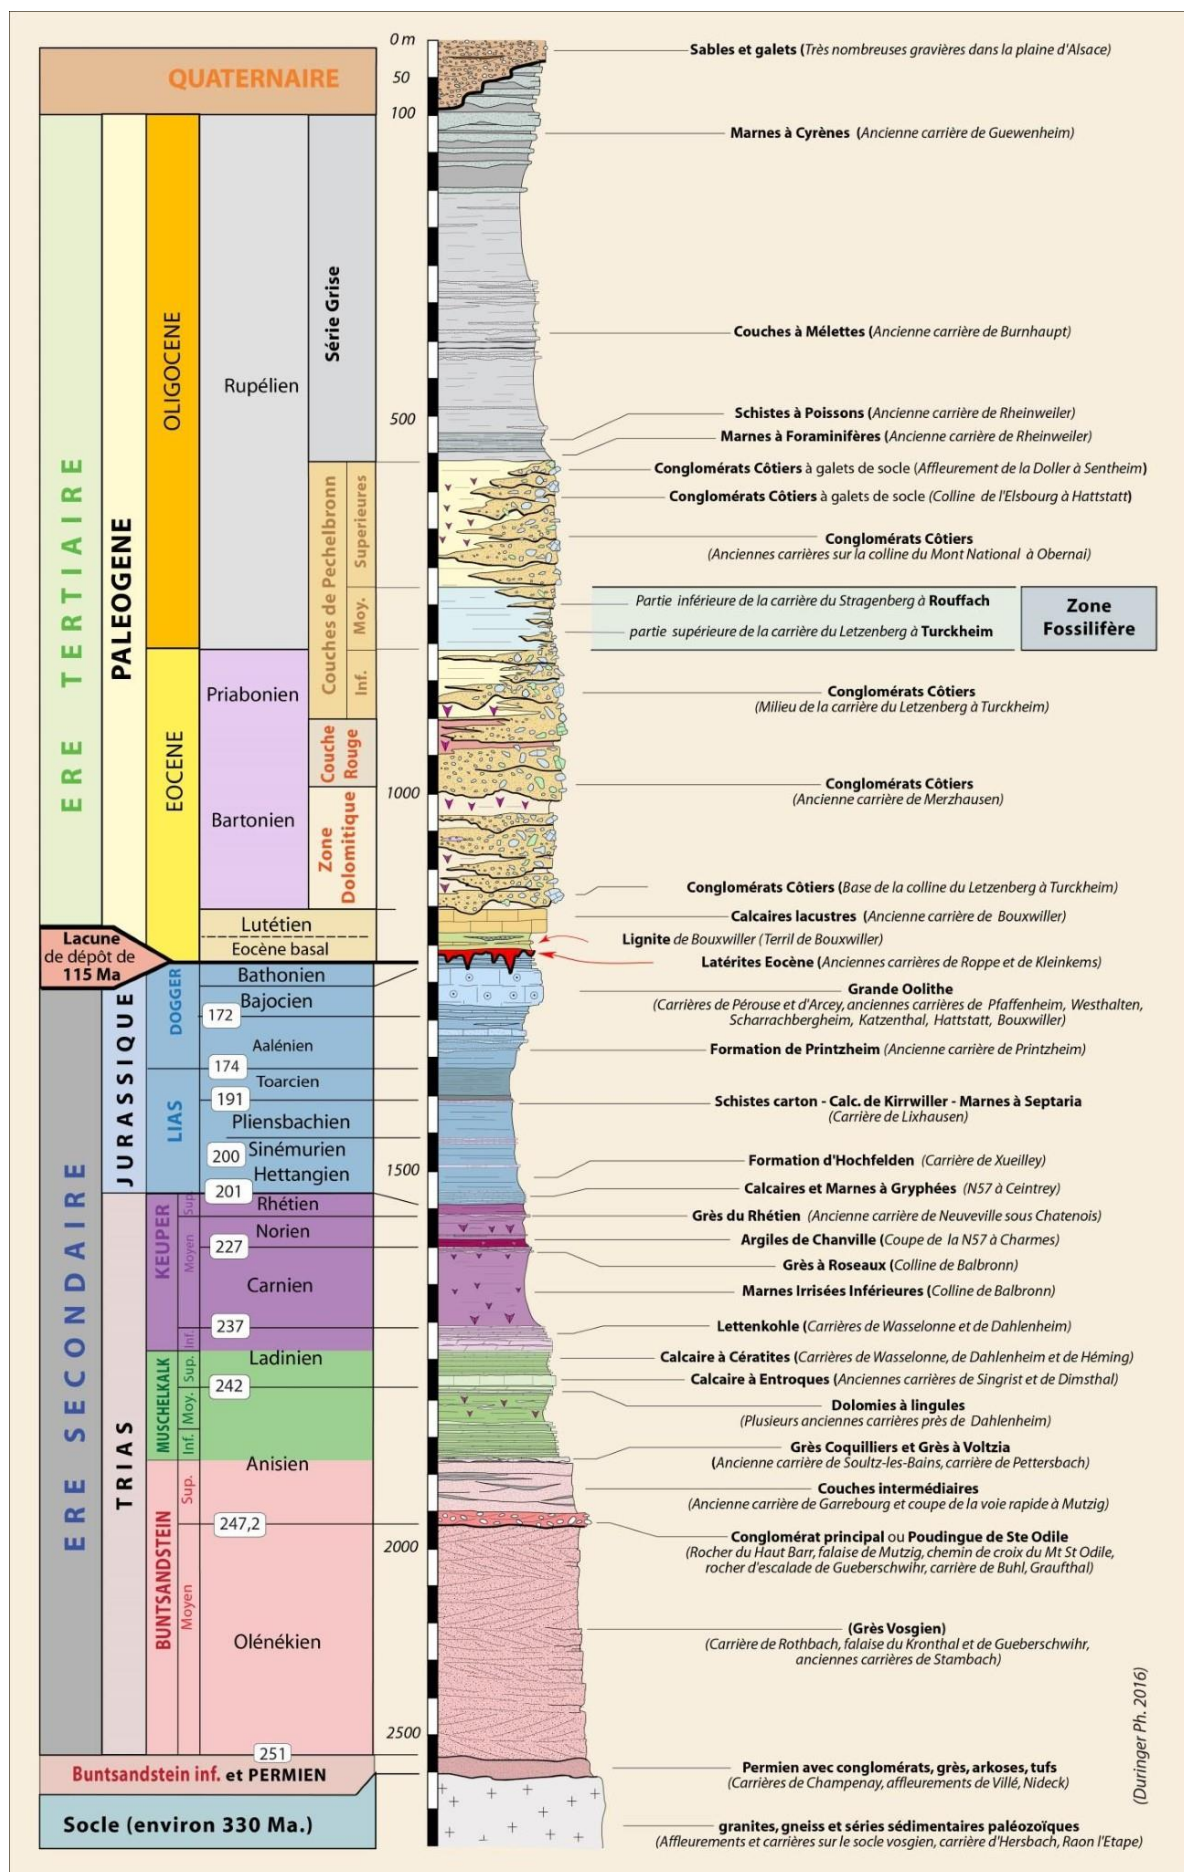 0 m
50
100
500
1000
1500
2000
2500
QUATERNAIRE
ERE TERTIAIRE
PALEOGENE
OLIGOCENE
EOCENE
Rupélien
Priabonien
Bartonien
Lutétien
Eocène basal
Série Grise
Couches de Pechelbronn
Superieures
Moy.
Inf.
Couche
Rouge
Zone
Dolomitique
Lacune
de dépôt de
115 Ma
ERE SECONDAIRE
JURASSIQUE
DOGGER
LIAS
Bathonien
Bajocien
172
Aalénien
174
Toarcien
191
Pliensbachien
Sinémurien
200
Hettangien
201
TRIAS
KEUPER
Sup.
Moyen
Inf.
Rhétien
Norien
227
Carnien
237
MUSCHELKALK
Sup.
Moy.
Inf.
Ladinien
242
Anisien
BUNTSANDSTEIN
Sup.
Moyen
247,2
Olénékien
251
Buntsandstein inf. et PERMIEN
Socle (environ 330 Ma.)
Sables et galets (Très nombreuses gravières dans la plaine d'Alsace)
Marnes à Cyrènes (Ancienne carrière de Guewenheim)
Couches à Mélettes (Ancienne carrière de Burnhaupt)
Schistes à Poissons (Ancienne carrière de Rheinweiler)
Marnes à Foraminifères (Ancienne carrière de Rheinweiler)
Conglomérats Côtiers à galets de socle (Affleurement de la Doller à Sentheim)
Conglomérats Côtiers à galets de socle (Colline de l'Elsbourg à Hattstatt)
Conglomérats Côtiers
(Anciennes carrières sur la colline du Mont National à Obernai)
Partie inférieure de la carrière du Stragenberg à Rouffach
partie supérieure de la carrière du Letzenberg à Turckheim
Zone
Fossilifère
Conglomérats Côtiers
(Milieu de la carrière du Letzenberg à Turckheim)
Conglomérats Côtiers
(Ancienne carrière de Merzhausen)
Conglomérats Côtiers (Base de la colline du Letzenberg à Turckheim)
Calcaires lacustres (Ancienne carrière de Bouxwiller)
Lignite de Bouxwiller (Terril de Bouxwiller)
Latérites Eocène (Anciennes carrières de Roppe et de Kleinkems)
Grande Oolithe
(Carrières de Pérouse et d'Arcey, anciennes carrières de Pfaffenheim, Westhalten,
Scharrachbergheim, Katzenthal, Hattstatt, Bouxwiller)
Formation de Printzheim (Ancienne carrière de Printzheim)
Schistes carton - Calc. de Kirrwiller - Marnes à Septaria
(Carrière de Lixhausen)
Formation d'Hochfelden (Carrière de Xueilley)
Calcaires et Marnes à Gryphées (N57 à Ceintrey)
Grès du Rhétien (Ancienne carrière de Neuveville sous Chatenois)
Argiles de Chanville (Coupe de la N57 à Charmes)
Grès à Roseaux (Colline de Balbronn)
Marnes Irrisées Inférieures (Colline de Balbronn)
Lettenkohle (Carrières de Wasselonne et de Dahlenheim)
Calcaire à Cératites (Carrières de Wasselonne, de Dahlenheim et de Héming)
Calcaire à Entroques (Anciennes carrières de Singrist et de Dimsthal)
Dolomies à lingules
(Plusieurs anciennes carrières près de Dahlenheim)
Grès Coquilliers et Grès à Voltzia
(Ancienne carrière de Soultz-les-Bains, carrière de Pettersbach)
Couches intermédiaires
(Ancienne carrière de Garrebourg et coupe de la voie rapide à Mutzig)
Conglomérat principal ou Poudingue de Ste Odile
(Rocher du Haut Barr, falaise de Mutzig, chemin de croix du Mt St Odile,
rocher d'escalade de Gueberschwihr, carrière de Buhl, Graufthal)
(Grès Vosgien)
(Carrière de Rothbach, falaise du Kronthal et de Gueberschwihr,
anciennes carrières de Stambach)
Permien avec conglomérats, grès, arkoses, tufs
(Carrières de Champenay, affleurements de Villé, Nideck)
granites, gneiss et séries sédimentaires paléozoïques
(Affleurements et carrières sur le socle vosgien, carrière d'Hersbach, Raon l'Etape)
(Duringer Ph. 2016)